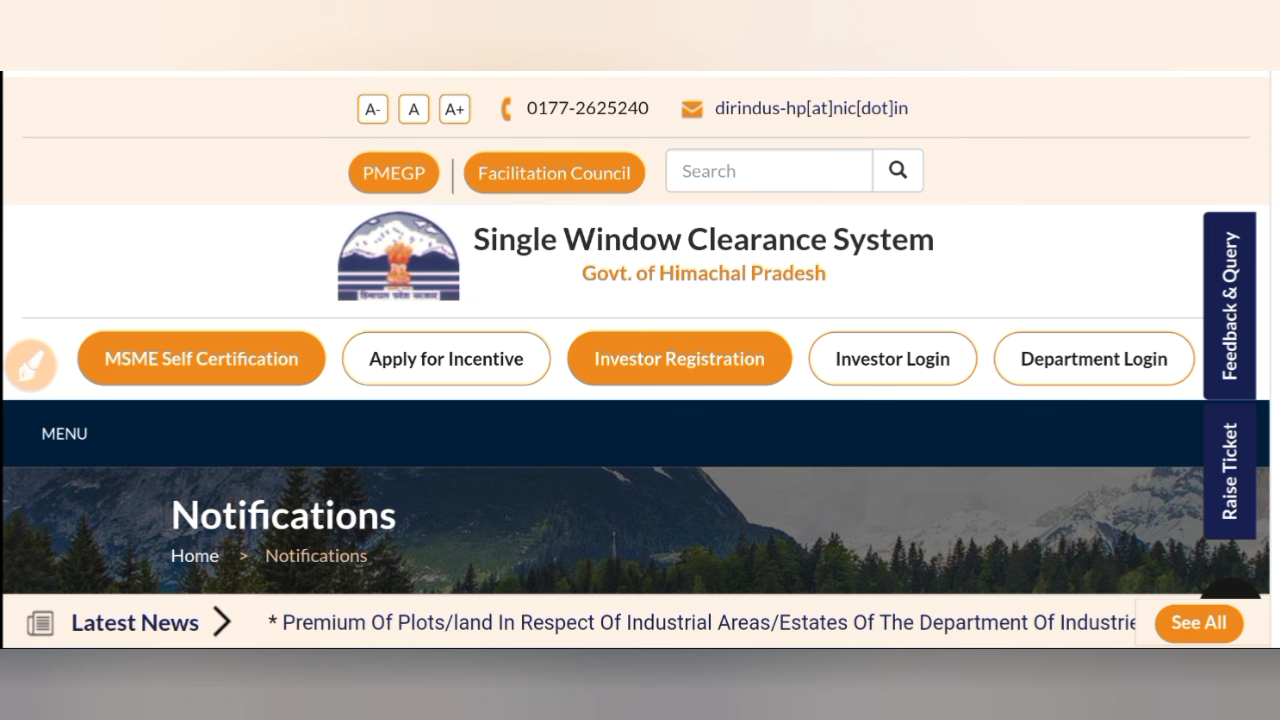 A- A A+ 0177-2625240 dirindus-hp[at]nic[dot]in
PMEGP | Facilitation Council Search
Single Window Clearance System
Govt. of Himachal Pradesh
हिमाचल प्रदेश सरकार
Feedback & Query
MSME Self Certification Apply for Incentive Investor Registration Investor Login Department Login
MENU
Raise Ticket
Notifications
Home > Notifications
Latest News * Premium Of Plots/land In Respect Of Industrial Areas/Estates Of The Department Of Industrie See All